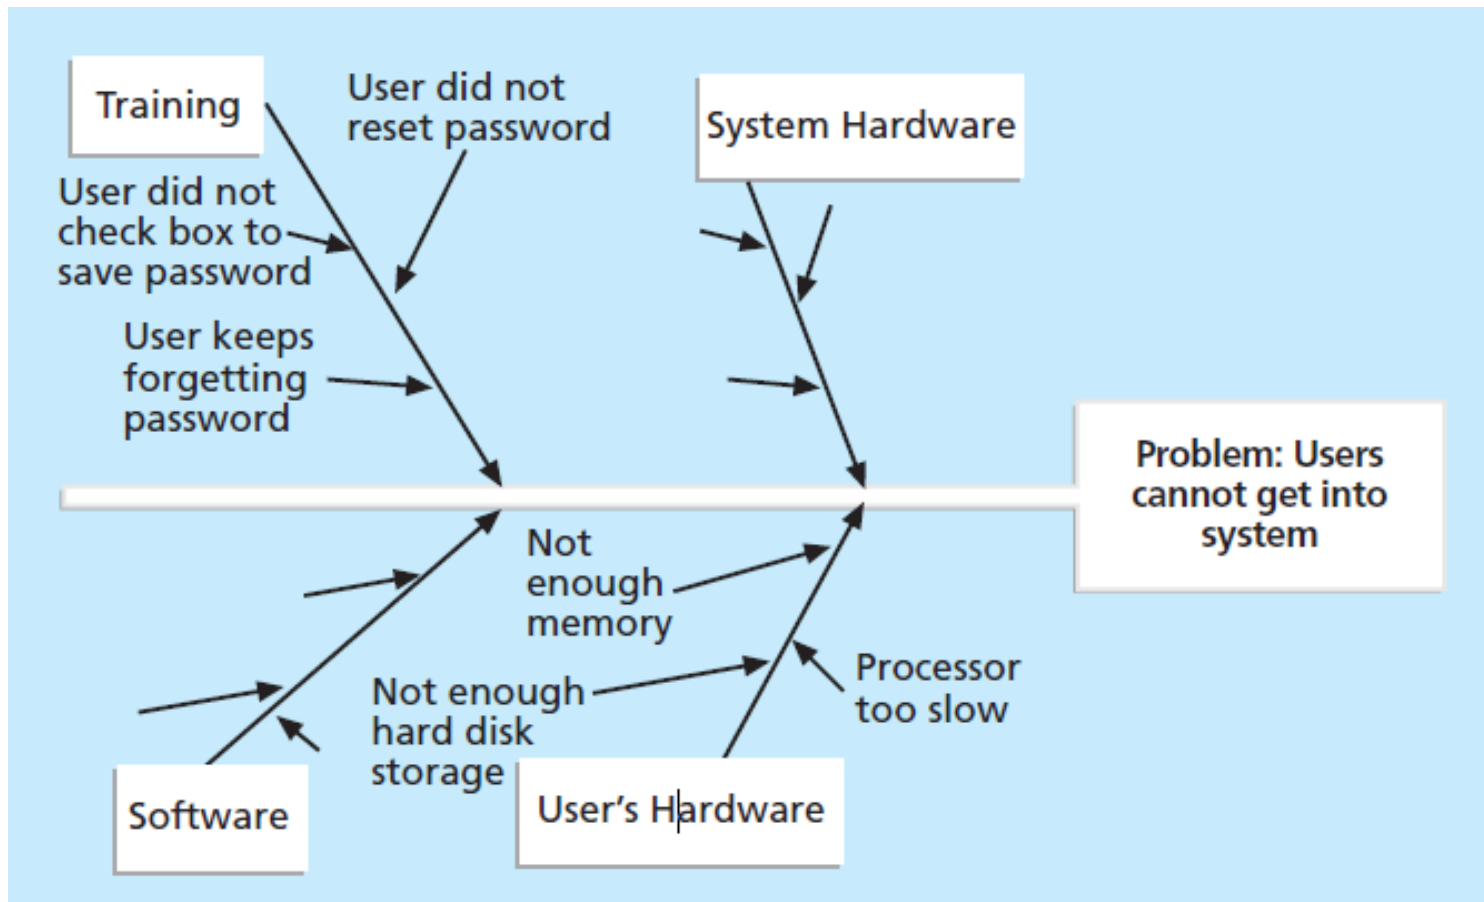 Training
User did not
reset password
System Hardware
User did not
check box to
save password
User keeps
forgetting
password
Problem: Users
cannot get into
system
Not
enough
memory
Not enough
hard disk
storage
Processor
too slow
Software
User’s Hardware